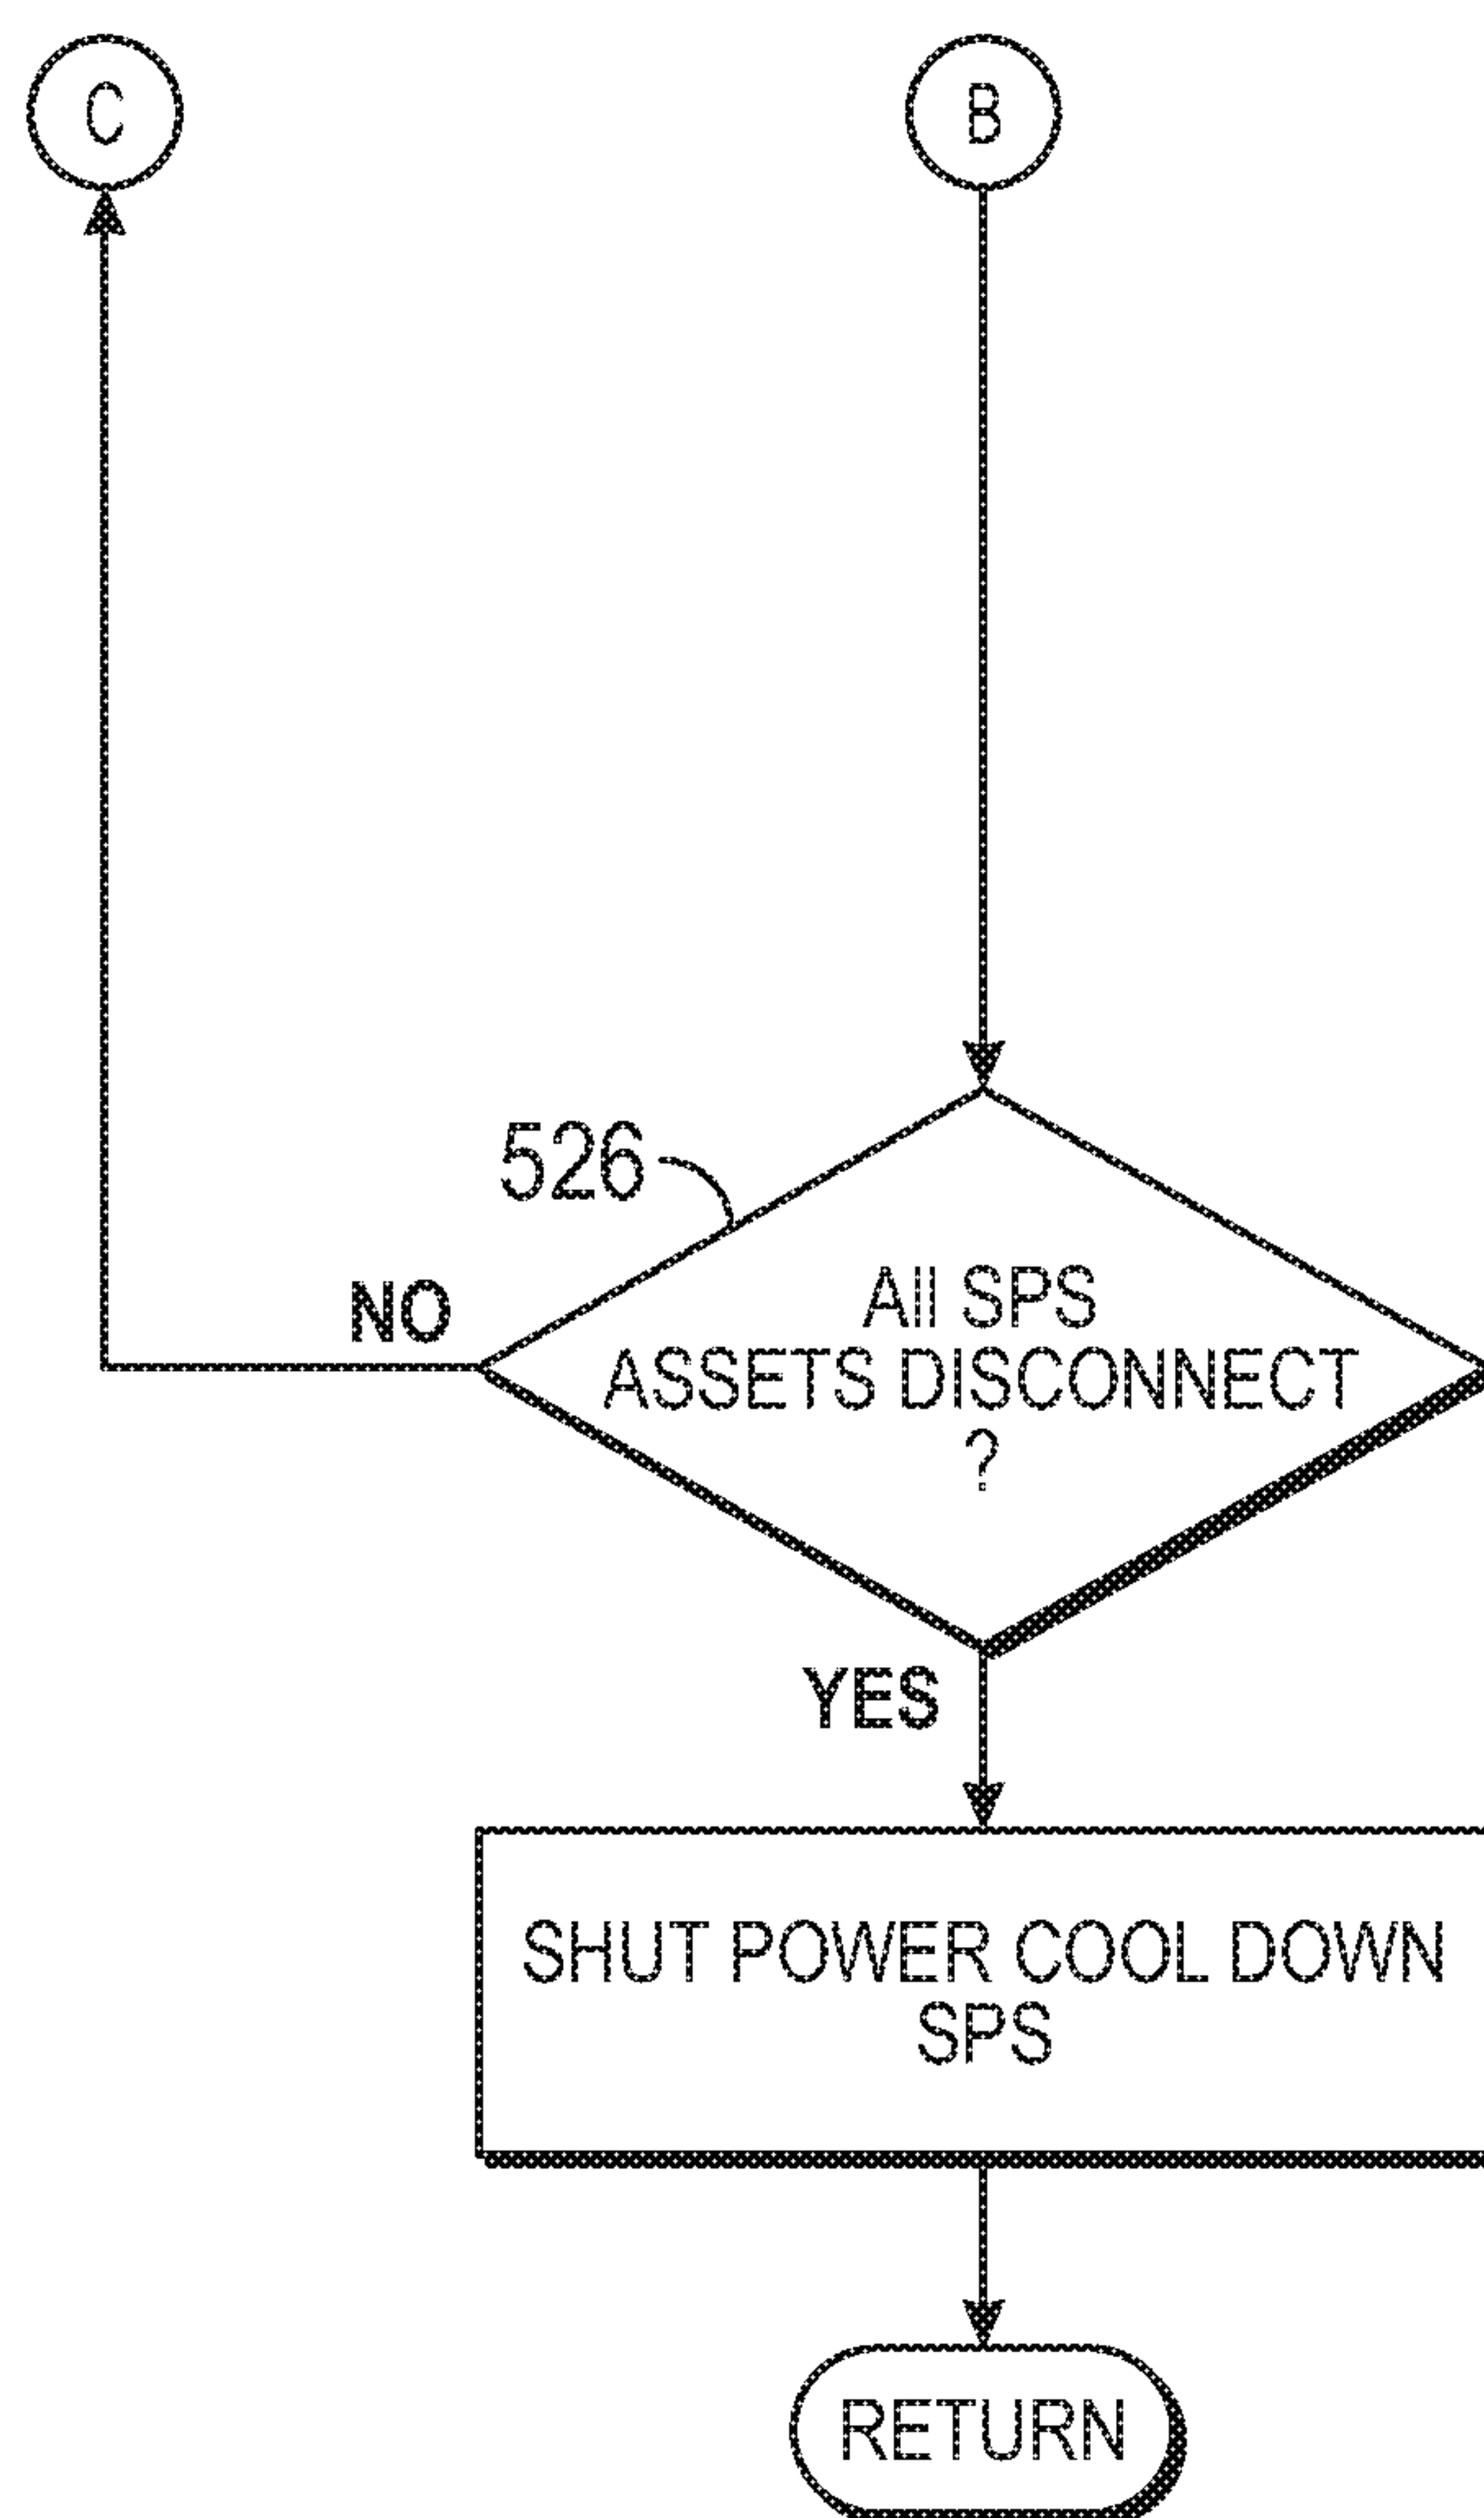 C
B
526
NO
All SPS
ASSETS DISCONNECT
?
YES
SHUT POWER COOL DOWN
SPS
RETURN